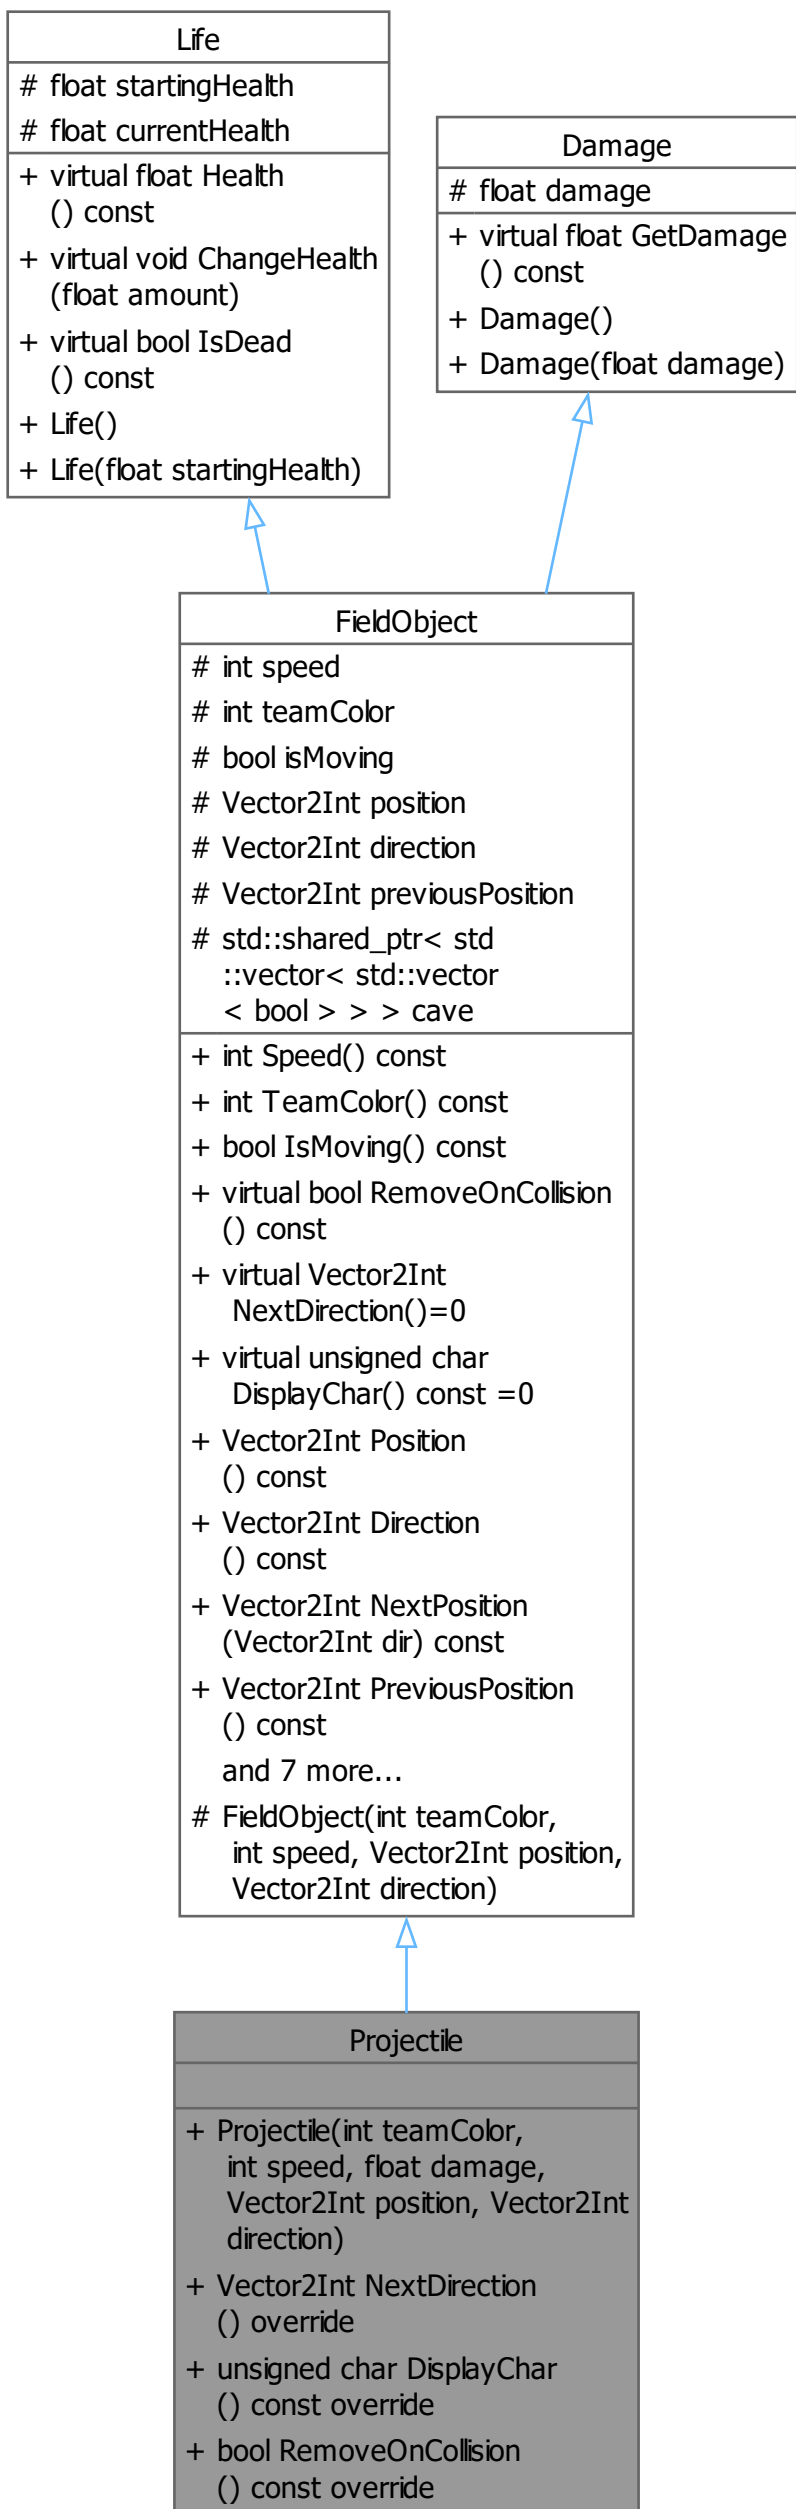 Life
# float startingHealth
# float currentHealth
+ virtual float Health
() const
+ virtual void ChangeHealth
(float amount)
+ virtual bool IsDead
() const
+ Life()
+ Life(float startingHealth)
Damage
# float damage
+ virtual float GetDamage
() const
+ Damage()
+ Damage(float damage)
FieldObject
# int speed
# int teamColor
# bool isMoving
# Vector2Int position
# Vector2Int direction
# Vector2Int previousPosition
# std::shared_ptr< std
::vector< std::vector
< bool > > > cave
+ int Speed() const
+ int TeamColor() const
+ bool IsMoving() const
+ virtual bool RemoveOnCollision
() const
+ virtual Vector2Int
NextDirection()=0
+ virtual unsigned char
DisplayChar() const =0
+ Vector2Int Position
() const
+ Vector2Int Direction
() const
+ Vector2Int NextPosition
(Vector2Int dir) const
+ Vector2Int PreviousPosition
() const
and 7 more...
# FieldObject(int teamColor,
int speed, Vector2Int position,
Vector2Int direction)
Projectile
+ Projectile(int teamColor,
int speed, float damage,
Vector2Int position, Vector2Int
direction)
+ Vector2Int NextDirection
() override
+ unsigned char DisplayChar
() const override
+ bool RemoveOnCollision
() const override